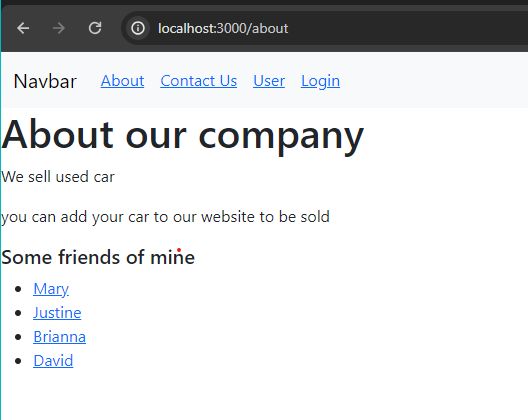 localhost:3000/about
Navbar About Contact Us User Login
About our company
We sell used car
you can add your car to our website to be sold
Some friends of mine
Mary
Justine
Brianna
David